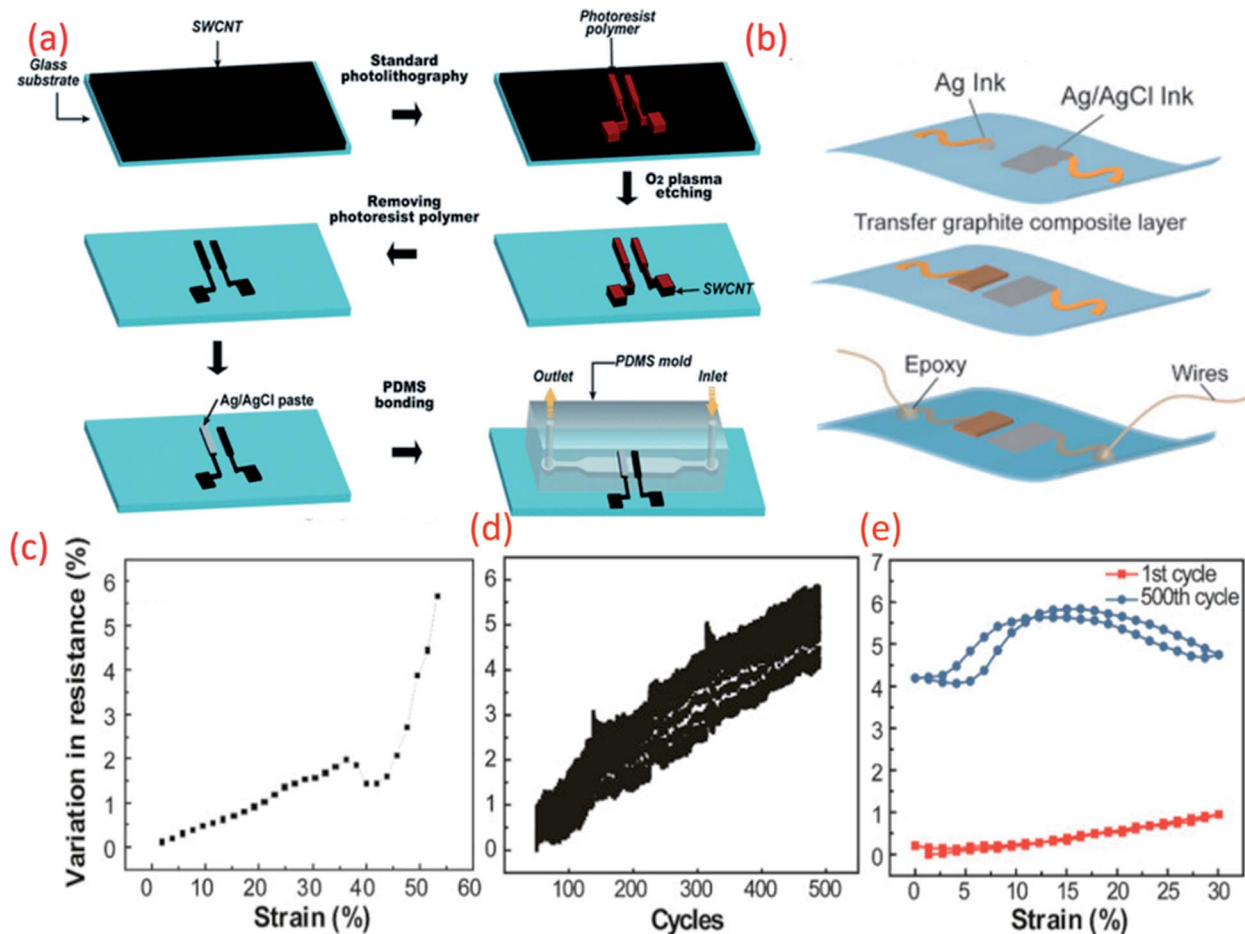 (a)
SWCNT
Glass
substrate
Standard
photolithography
Photoresist
polymer
O2 plasma
etching
Removing
photoresist polymer
SWCNT
Ag/AgCl paste
PDMS
bonding
Outlet
PDMS mold
Inlet
(b)
Ag Ink
Ag/AgCl Ink
Transfer graphite composite layer
Epoxy
Wires
(c)
Variation in resistance (%)
6
5
4
3
2
1
0
0 10 20 30 40 50 60
Strain (%)
(d)
6
5
4
3
2
1
0
100 200 300 400 500
Cycles
(e)
7
6
5
4
3
2
1
0
1st cycle
500th cycle
0 5 10 15 20 25 30
Strain (%)